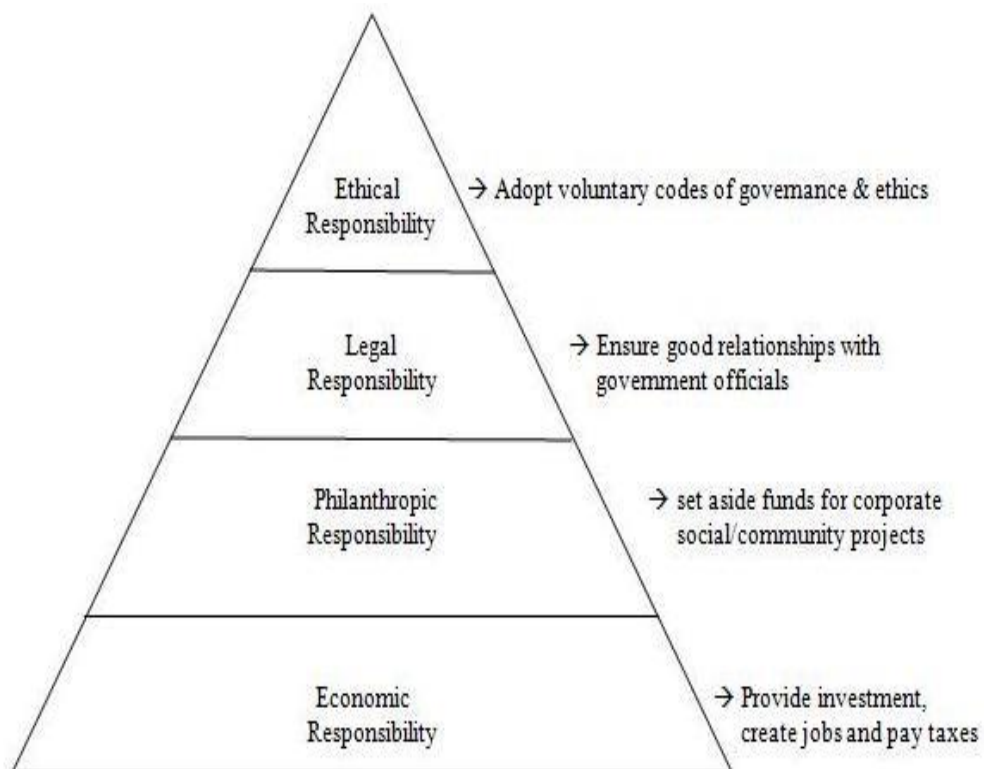 Ethical
Responsibility
→ Adopt voluntary codes of governance & ethics
Legal
Responsibility
→ Ensure good relationships with
government officials
Philanthropic
Responsibility
→ set aside funds for corporate
social/community projects
Economic
Responsibility
→ Provide investment,
create jobs and pay taxes